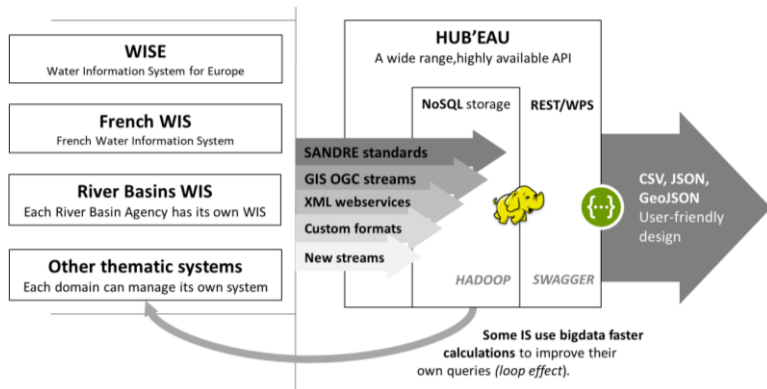 WISE
Water Information System for Europe
French WIS
French Water Information System
River Basins WIS
Each River Basin Agency has its own WIS
Other thematic systems
Each domain can manage its own system
HUB'EAU
A wide range,highly available API
NoSQL storage
REST/WPS
SANDRE standards
GIS OGC streams
XML webservices
Custom formats
New streams
{...}
HADOOP
SWAGGER
CSV, JSON,
GeoJSON
User-friendly
design
Some IS use bigdata faster
calculations to improve their
own queries (loop effect).